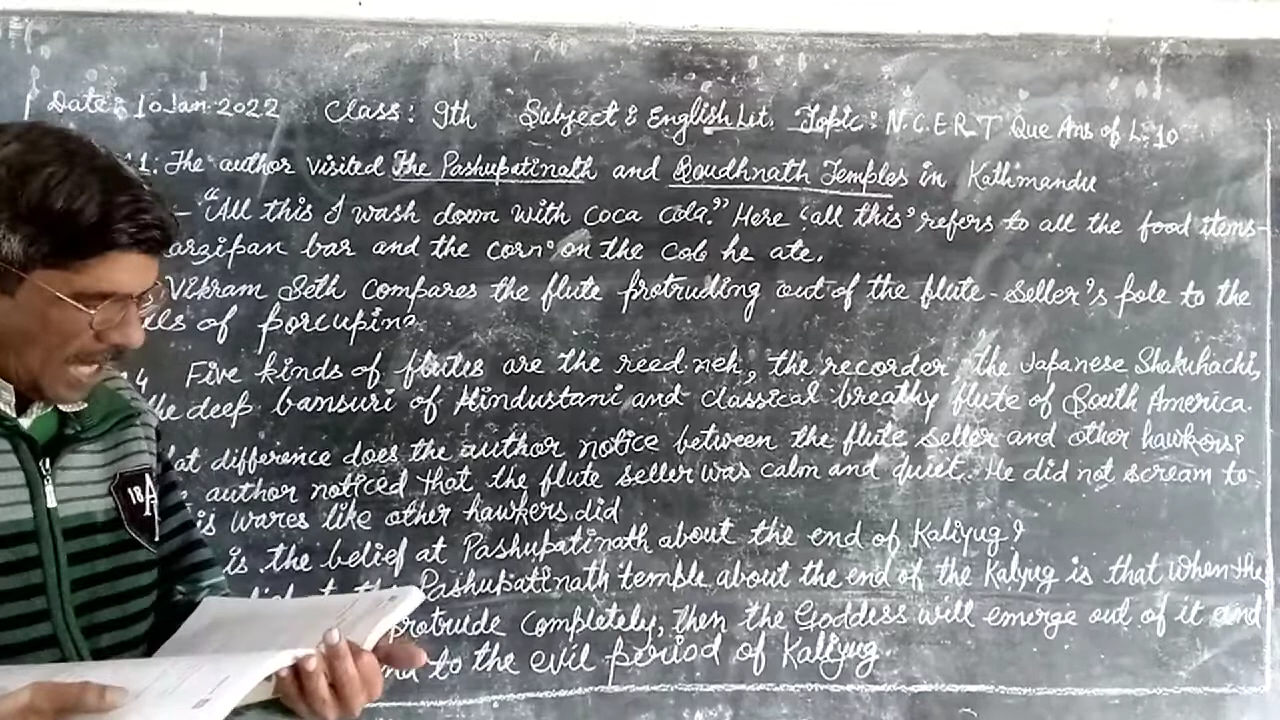 Date: 10 Jan 2022 Class: 9th Subject: English Lit. Topic: N.C.E.R.T Que Ans of L. 10
1. The author visited The Pashupatinath and Boudhnath Temples in Kathmandu
- "All this I wash down with coca cola." Here 'all this' refers to all the food items-
arzipan bar and the corn on the cob he ate.
Vikram Seth compares the flute protruding out of the flute-seller's pole to the
lls of porcupine.
4 Five kinds of flutes are the reed neh, the recorder, the Japanese Shakuhachi,
the deep bansuri of Hindustani and classical breathy flute of South America.
at difference does the author notice between the flute seller and other hawkers?
author noticed that the flute seller was calm and quiet. He did not scream to
is wares like other hawkers did
is the belief at Pashupatinath about the end of Kaliyug?
Pashupatinath temple about the end of the Kalyug is that when the
protrude completely, then the Goddess will emerge out of it and
to the evil period of Kaliyug.
18 A